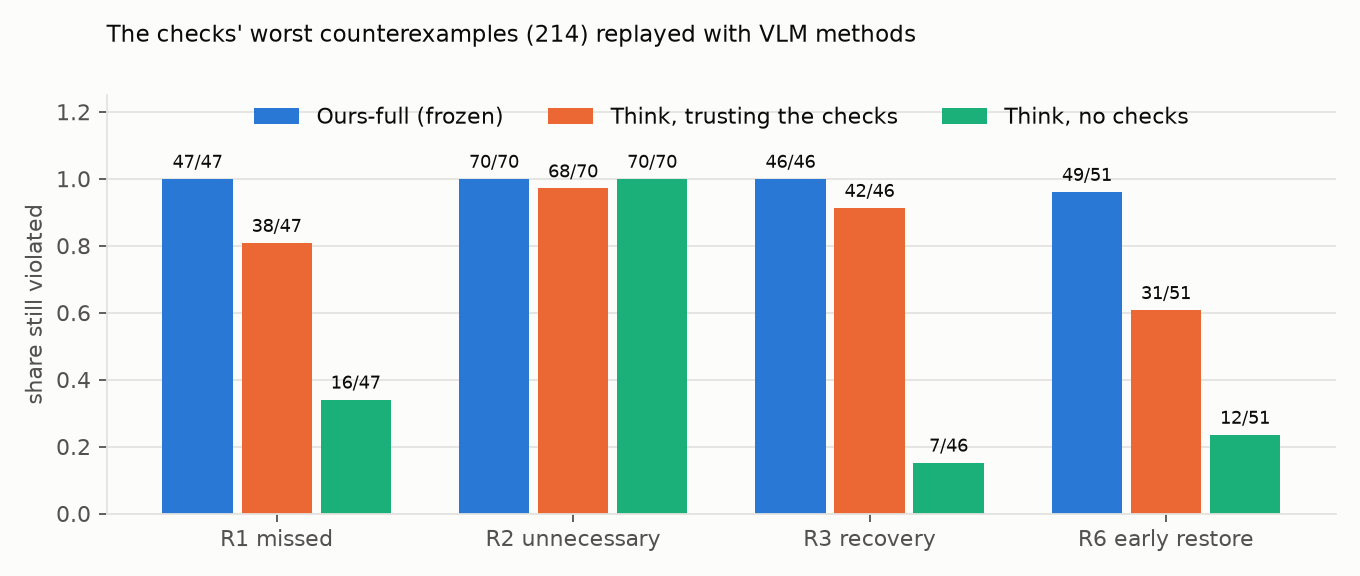 The checks' worst counterexamples (214) replayed with VLM methods
Ours-full (frozen)
Think, trusting the checks
Think, no checks
share still violated
1.2
1.0
0.8
0.6
0.4
0.2
0.0
47/47
38/47
16/47
70/70
68/70
70/70
46/46
42/46
7/46
49/51
31/51
12/51
R1 missed
R2 unnecessary
R3 recovery
R6 early restore